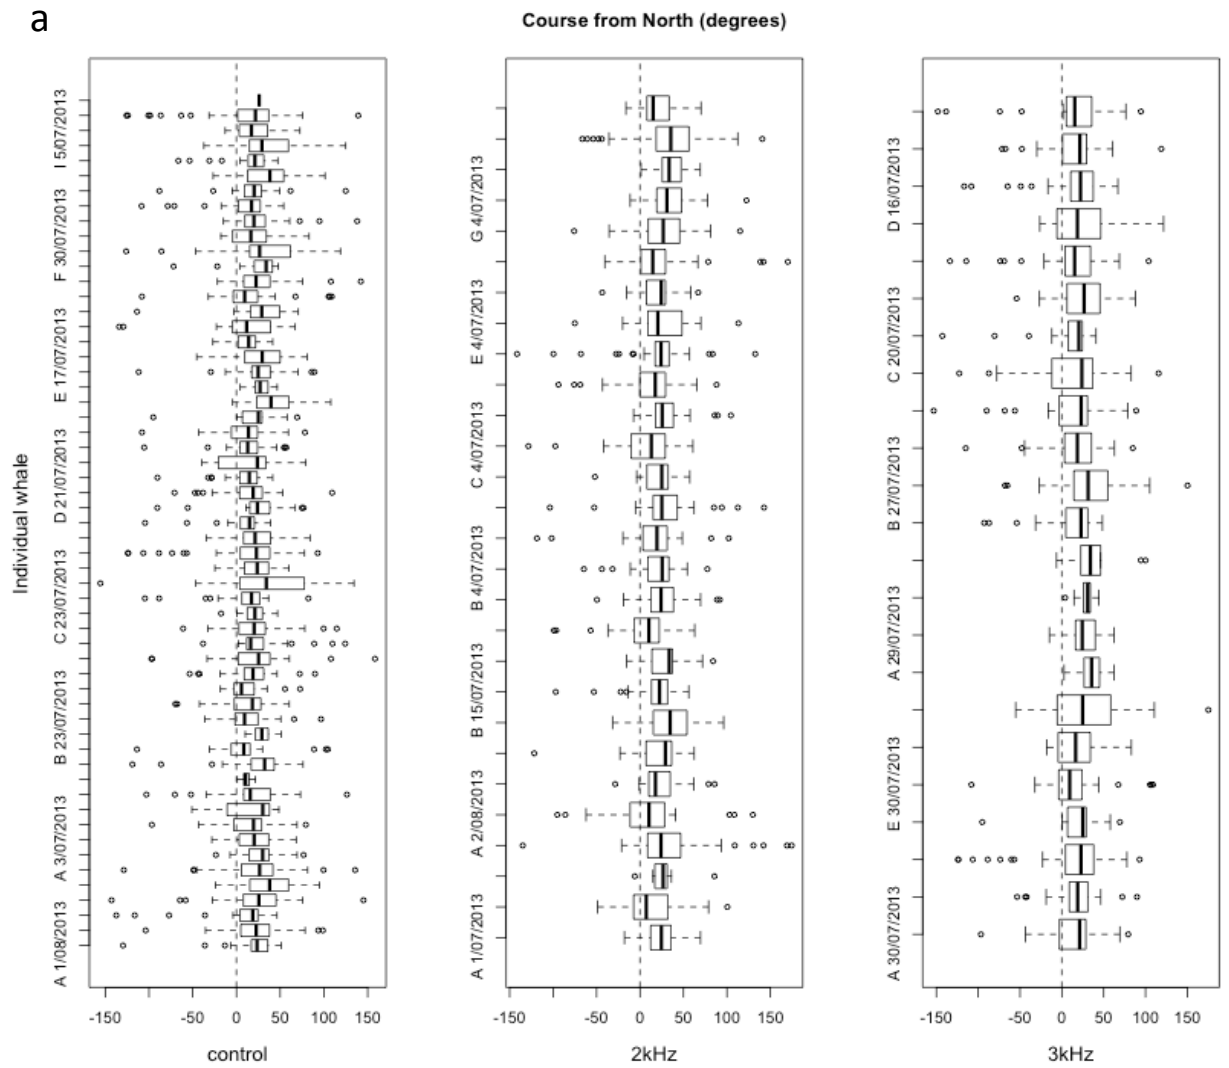 a
Course from North (degrees)
Individual whale
I 5/07/2013
F 30/07/2013
E 17/07/2013
D 21/07/2013
C 23/07/2013
B 23/07/2013
A 3/07/2013
A 1/08/2013
-150
-50
0
50
100
150
control
G 4/07/2013
E 4/07/2013
C 4/07/2013
B 4/07/2013
B 15/07/2013
A 2/08/2013
A 1/07/2013
-150
-50
0
50
100
150
2kHz
D 16/07/2013
C 20/07/2013
B 27/07/2013
A 29/07/2013
E 30/07/2013
A 30/07/2013
-150
-50
0
50
100
150
3kHz